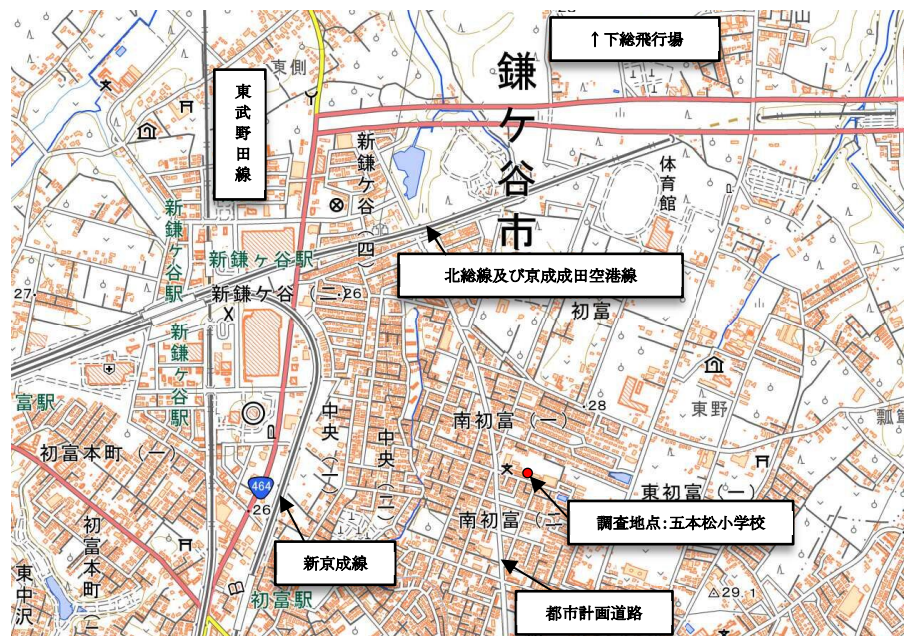 ↑下総飛行場
鎌ケ谷市
東側
東武野田線
新鎌ケ谷(四)
体育館
新鎌ヶ谷駅
新鎌ヶ谷駅
北総線及び京成成田空港線
新鎌ケ谷(二)
・26
27・
初富
新鎌ヶ谷駅
富駅
・28
東野
瓢
中央(一)
中央(二)
南初富(一)
初富本町(一)
464
・26
調査地点:五本松小学校
東初富(一)
南初富(二
初富本町
新京成線
初富駅
東中沢
都市計画道路
29.1